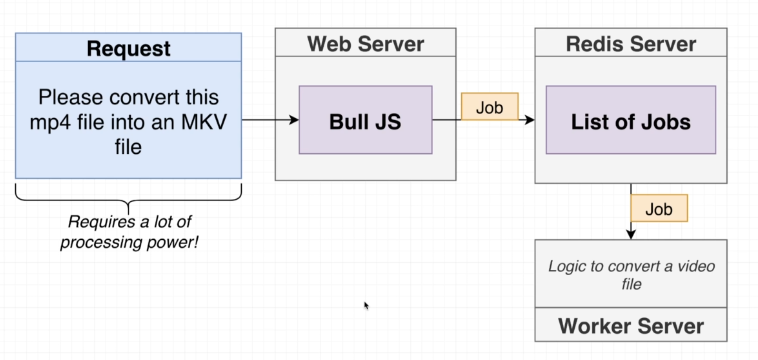 Request
Please convert this
mp4 file into an MKV
file
Requires a lot of
processing power!
Web Server
Bull JS
Job
Redis Server
List of Jobs
Job
Logic to convert a video
file
Worker Server